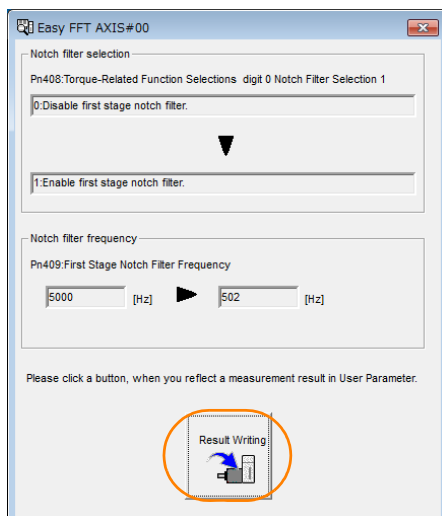 Easy FFT AXIS#00
Notch filter selection
Pn408:Torque-Related Function Selections digit 0 Notch Filter Selection 1
0:Disable first stage notch filter.
1:Enable first stage notch filter.
Notch filter frequency
Pn409:First Stage Notch Filter Frequency
5000 [Hz] 502 [Hz]
Please click a button, when you reflect a measurement result in User Parameter.
Result Writing